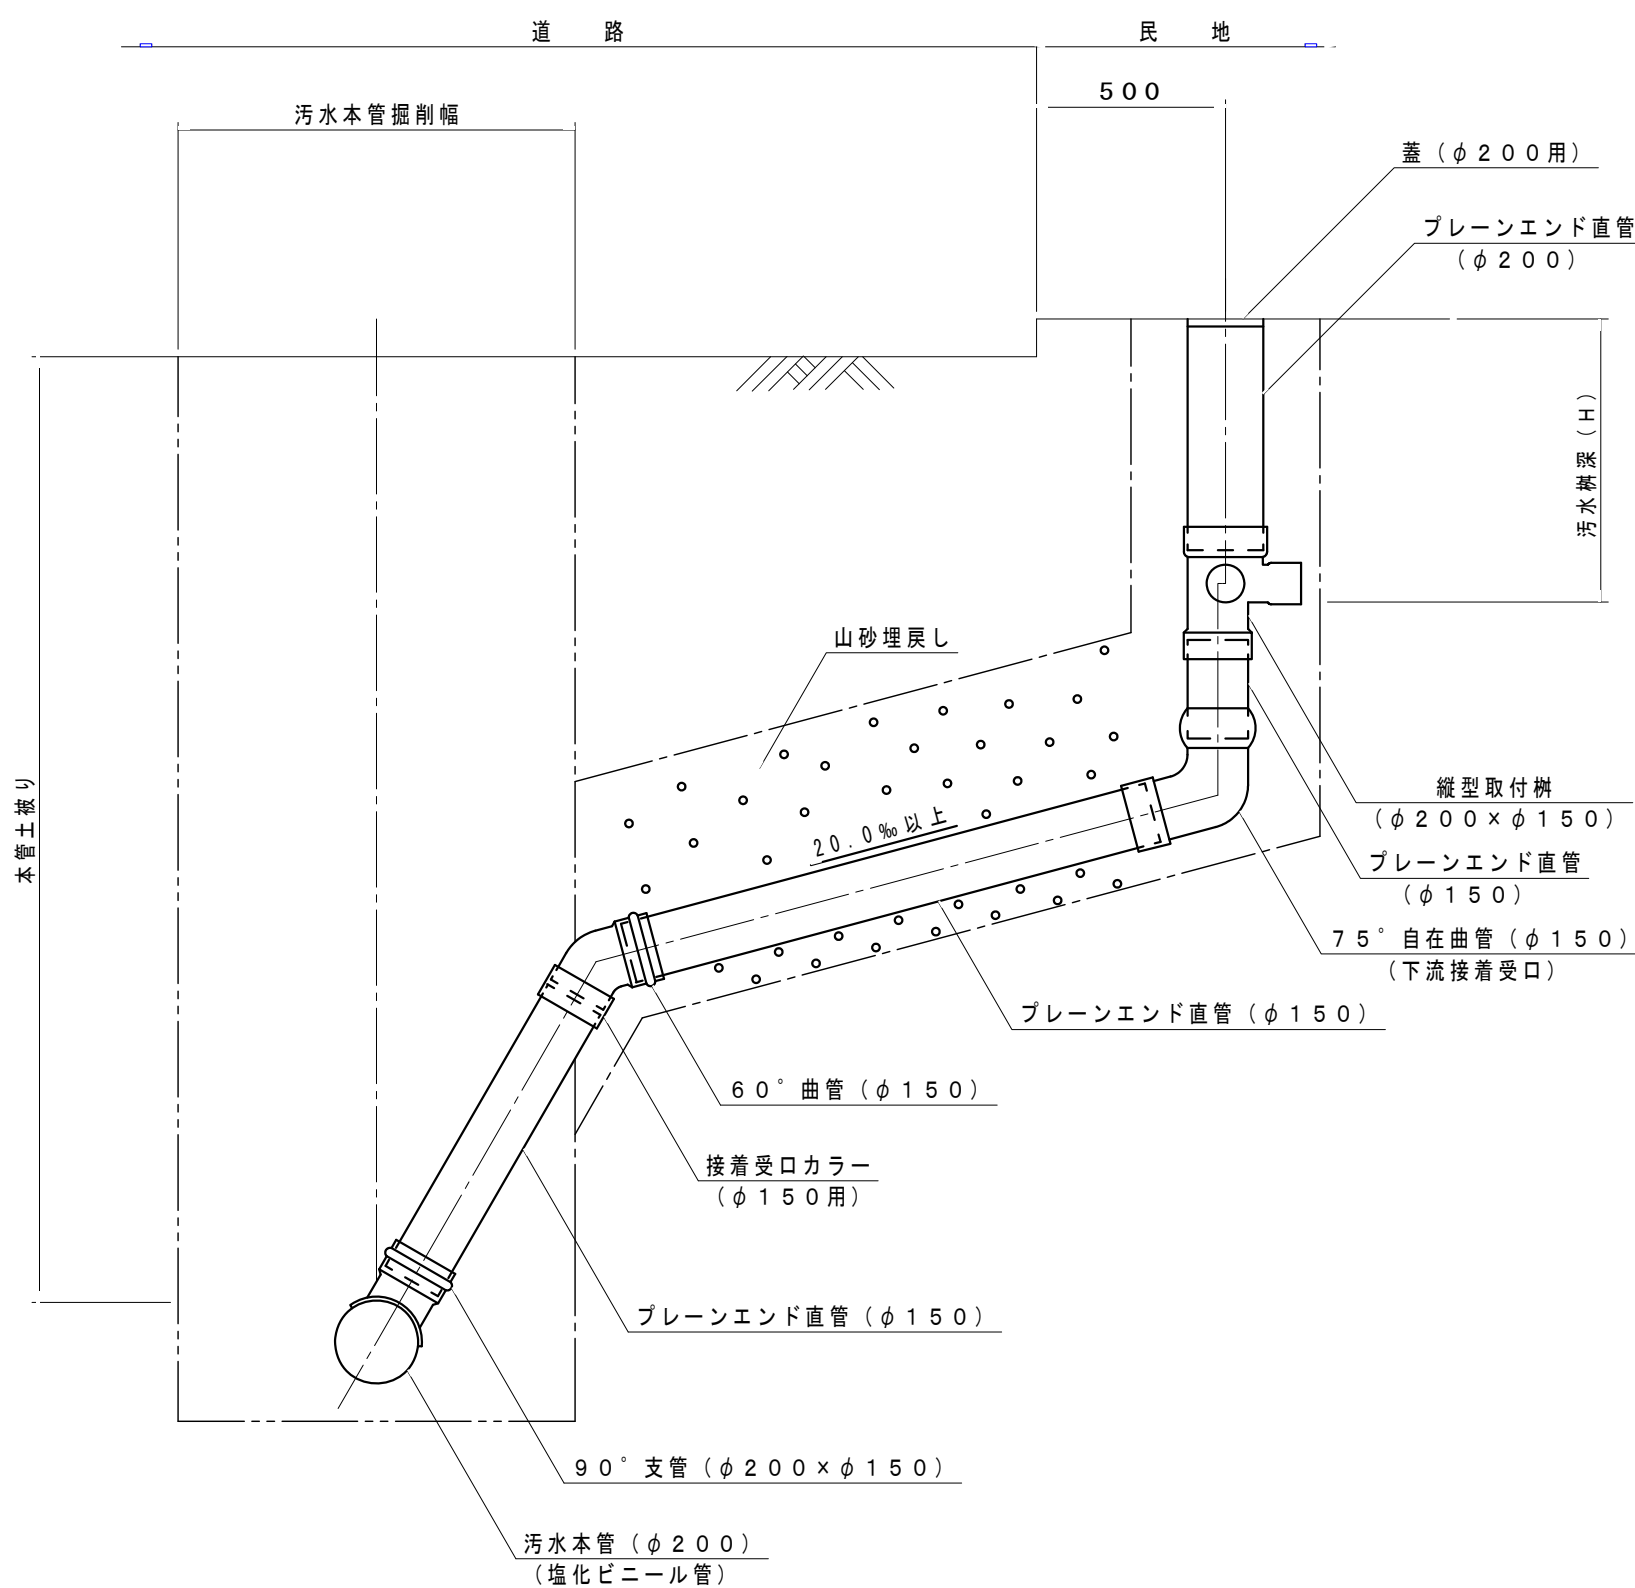 道　路
民　地
500
汚水本管掘削幅
蓋（φ２００用）
プレーンエンド直管
（φ２００）
汚水桝深（H）
山砂埋戻し
本管土被り
縦型取付桝
（φ２００×φ１５０）
２０．０‰以上
プレーンエンド直管
（φ１５０）
７５°自在曲管（φ１５０）
（下流接着受口）
プレーンエンド直管（φ１５０）
６０°曲管（φ１５０）
接着受口カラー
（φ１５０用）
プレーンエンド直管（φ１５０）
９０°支管（φ２００×φ１５０）
汚水本管（φ２００）
（塩化ビニール管）